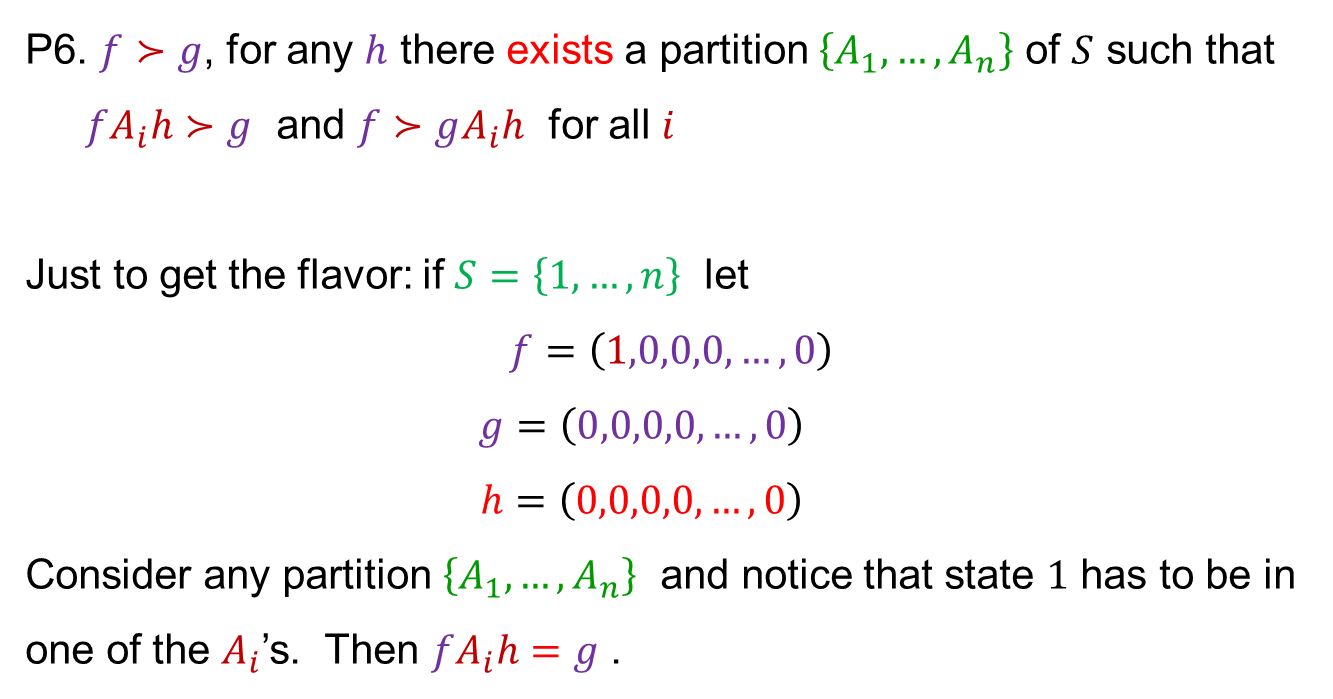 P6. f ≻ g, for any h there exists a partition {A₁, ..., Aₙ} of S such that
fAᵢh ≻ g and f ≻ gAᵢh for all i
Just to get the flavor: if S = {1, ..., n} let
f = (1,0,0,0, ... , 0)
g = (0,0,0,0, ... , 0)
h = (0,0,0,0, ... , 0)
Consider any partition {A₁, ..., Aₙ} and notice that state 1 has to be in
one of the Aᵢ’s. Then fAᵢh = g .